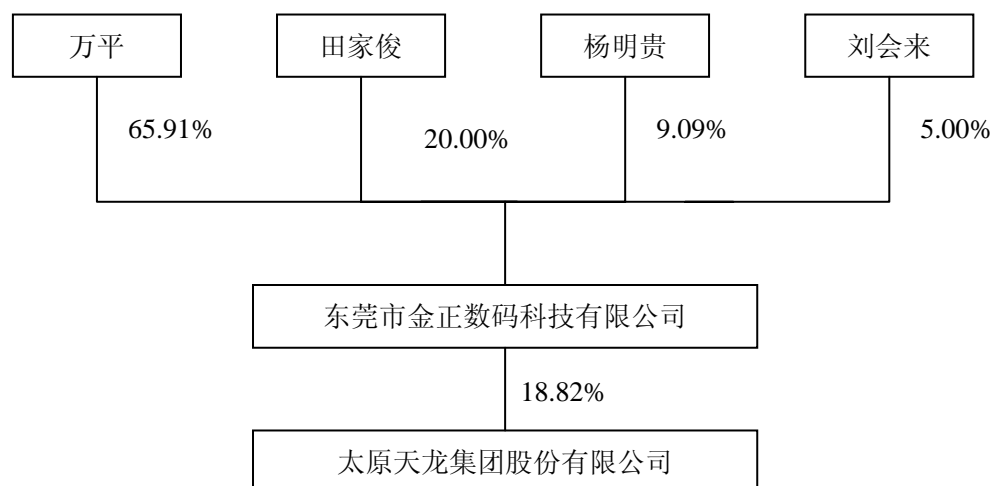 万平 田家俊 杨明贵 刘会来
65.91% 20.00% 9.09% 5.00%
东莞市金正数码科技有限公司
18.82%
太原天龙集团股份有限公司